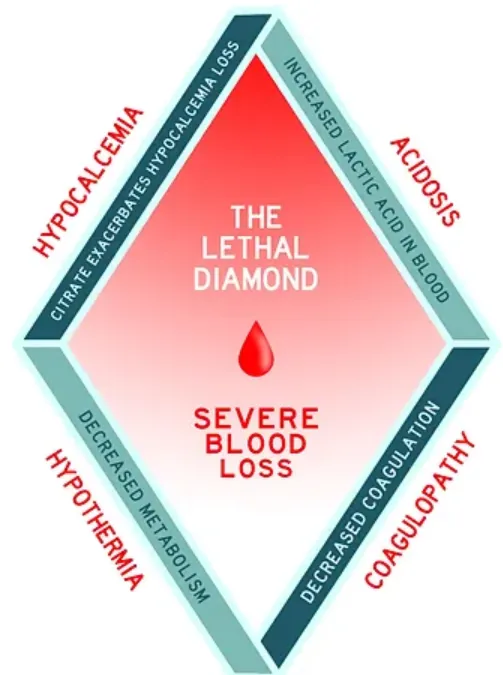 HYPOCALCEMIA
CITRATE EXACERBATES HYPOCALCEMIA LOSS
INCREASED LACTIC ACID IN BLOOD
ACIDOSIS
THE
LETHAL
DIAMOND
SEVERE
BLOOD
LOSS
HYPOTHERMIA
DECREASED METABOLISM
DECREASED COAGULATION
COAGULOPATHY